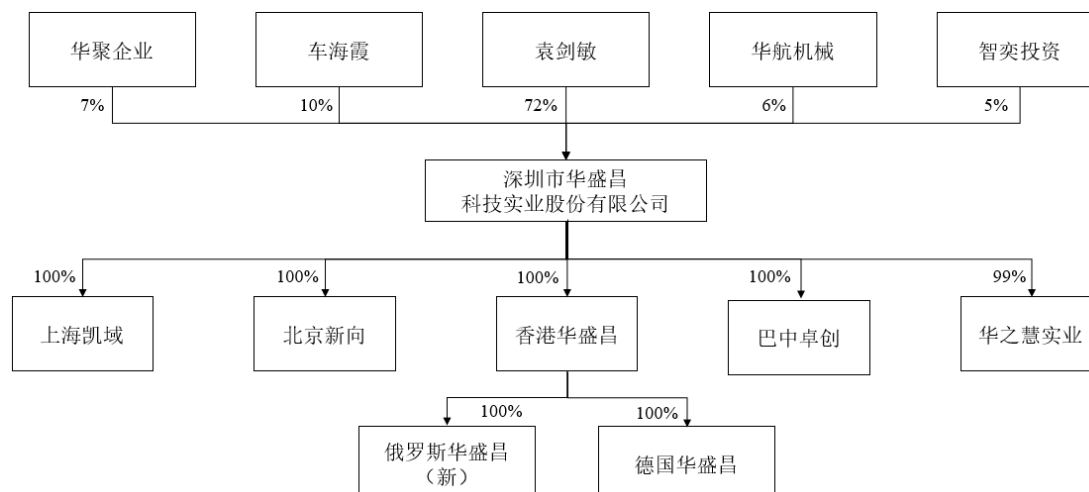 华聚企业
车海霞
袁剑敏
华航机械
智奕投资
7%
10%
72%
6%
5%
深圳市华盛昌
科技实业股份有限公司
100%
100%
100%
100%
99%
上海凯域
北京新向
香港华盛昌
巴中卓创
华之慧实业
100%
100%
俄罗斯华盛昌
（新）
德国华盛昌